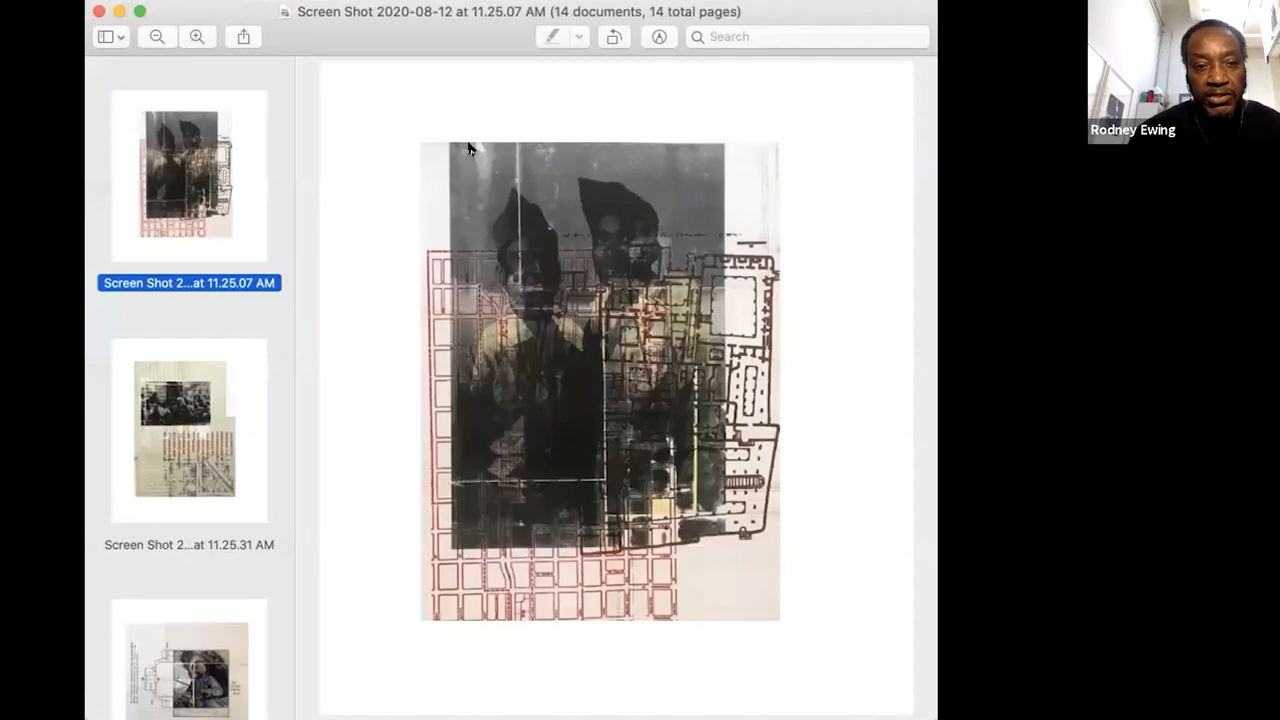 Screen Shot 2020-08-12 at 11.25.07 AM (14 documents, 14 total pages)
Search
Screen Shot 2...at 11.25.07 AM
Screen Shot 2...at 11.25.31 AM
Rodney Ewing